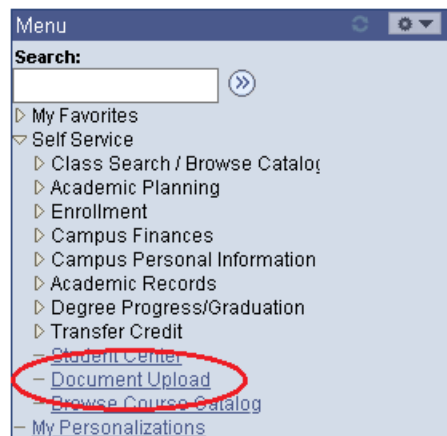 Menu
Search:
My Favorites
Self Service
Class Search / Browse Catalog
Academic Planning
Enrollment
Campus Finances
Campus Personal Information
Academic Records
Degree Progress/Graduation
Transfer Credit
Student Center
Document Upload
Browse Course Catalog
My Personalizations